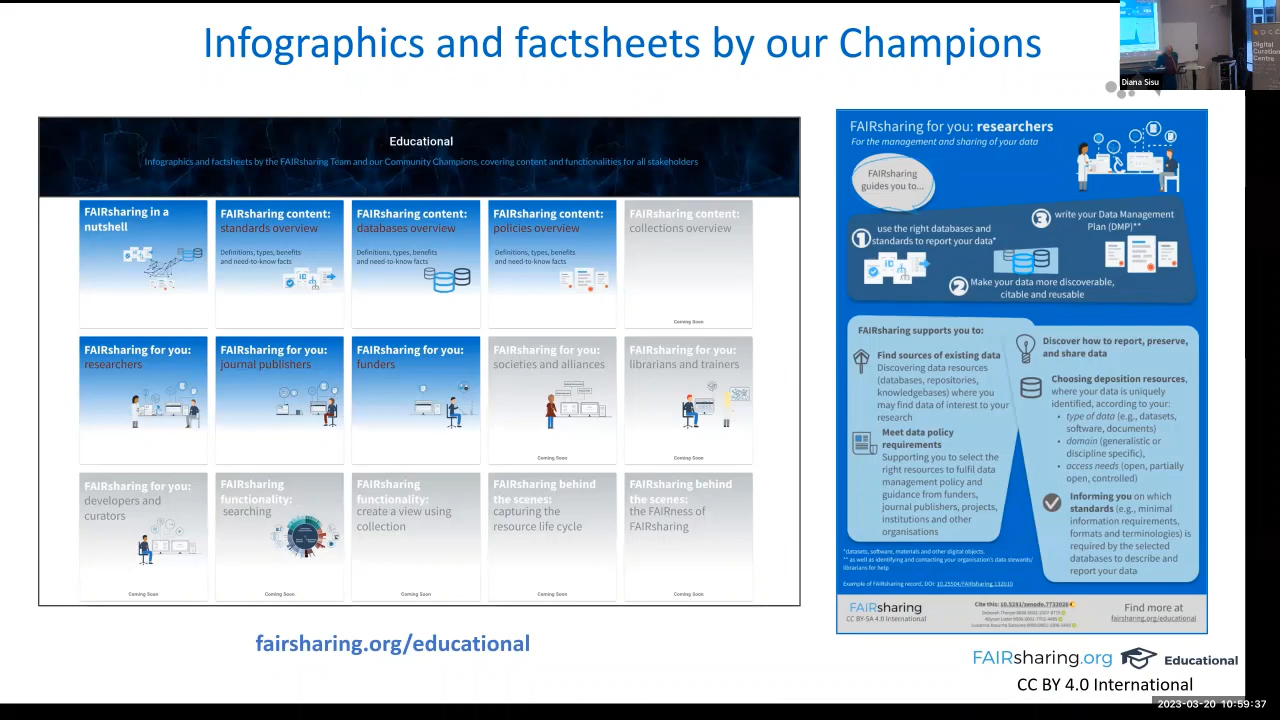 Infographics and factsheets by our Champions
Diana Sisu
Digital
Curation
Centre
Educational
Infographics and factsheets by the FAIRsharing Team and our Community Champions, covering content and functionalities for all stakeholders
FAIRsharing in a
nutshell
FAIRsharing content:
standards overview
Definitions, types, benefits
and need-to-know facts
FAIRsharing content:
databases overview
Definitions, types, benefits
and need-to-know facts
FAIRsharing content:
policies overview
Definitions, types, benefits
and need-to-know facts
FAIRsharing content:
collections overview
Coming Soon
FAIRsharing for you:
researchers
FAIRsharing for you:
journal publishers
FAIRsharing for you:
funders
FAIRsharing for you:
societies and alliances
Coming Soon
FAIRsharing for you:
librarians and trainers
Coming Soon
FAIRsharing for you:
developers and
curators
Coming Soon
FAIRsharing
functionality:
searching
Coming Soon
FAIRsharing
functionality:
create a view using
collection
Coming Soon
FAIRsharing behind
the scenes:
capturing the
resource life cycle
Coming Soon
FAIRsharing behind
the scenes:
the FAIRness of
FAIRsharing
Coming Soon
fairsharing.org/educational
FAIRsharing for you: researchers
For the management and sharing of your data
FAIRsharing
guides you to...
1
use the right databases and
standards to report your data*
3
write your Data Management
Plan (DMP)**
2
Make your data more discoverable,
citable and reusable
FAIRsharing supports you to:
Find sources of existing data
Discovering data resources
(databases, repositories,
knowledgebases) where you
may find data of interest to your
research
Meet data policy
requirements
Supporting you to select the
right resources to fulfil data
management policy and
guidance from funders,
journal publishers, projects,
institutions and other
organisations
Discover how to report, preserve,
and share data
Choosing deposition resources,
where your data is uniquely
identified, according to your:
• type of data (e.g., datasets,
software, documents)
• domain (generalistic or
discipline specific),
• access needs (open, partially
open, controlled)
Informing you on which
standards (e.g., minimal
information requirements,
formats and terminologies) is
required by the selected
databases to describe and
report your data
*datasets, software, materials and other digital objects.
** as well as identifying and contacting your organisation's data stewards/
librarians for help
Example of FAIRsharing record, DOI: 10.25504/FAIRsharing.132b10
FAIRsharing
CC BY-SA 4.0 International
Cite this: 10.5281/zenodo.7733026
Find more at
fairsharing.org/educational
FAIRsharing.org Educational
CC BY 4.0 International
2023-03-20 10:59:37